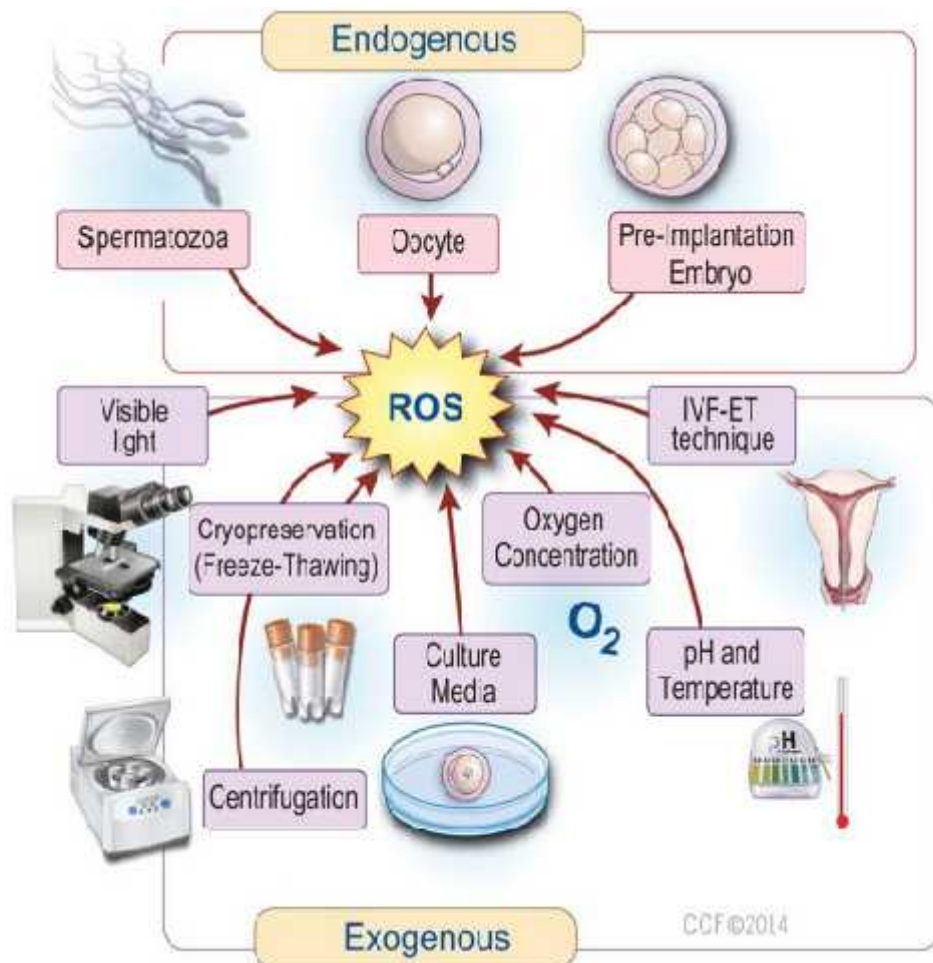 Endogenous
Spermatozoa
Oocyte
Pre-Implantation
Embryo
ROS
Visible
light
IVF-ET
technique
Cryopreservation
(Freeze-Thawing)
Oxygen
Concentration
O2
Culture
Media
pH and
Temperature
pH
Centrifugation
Exogenous
CCF©2014